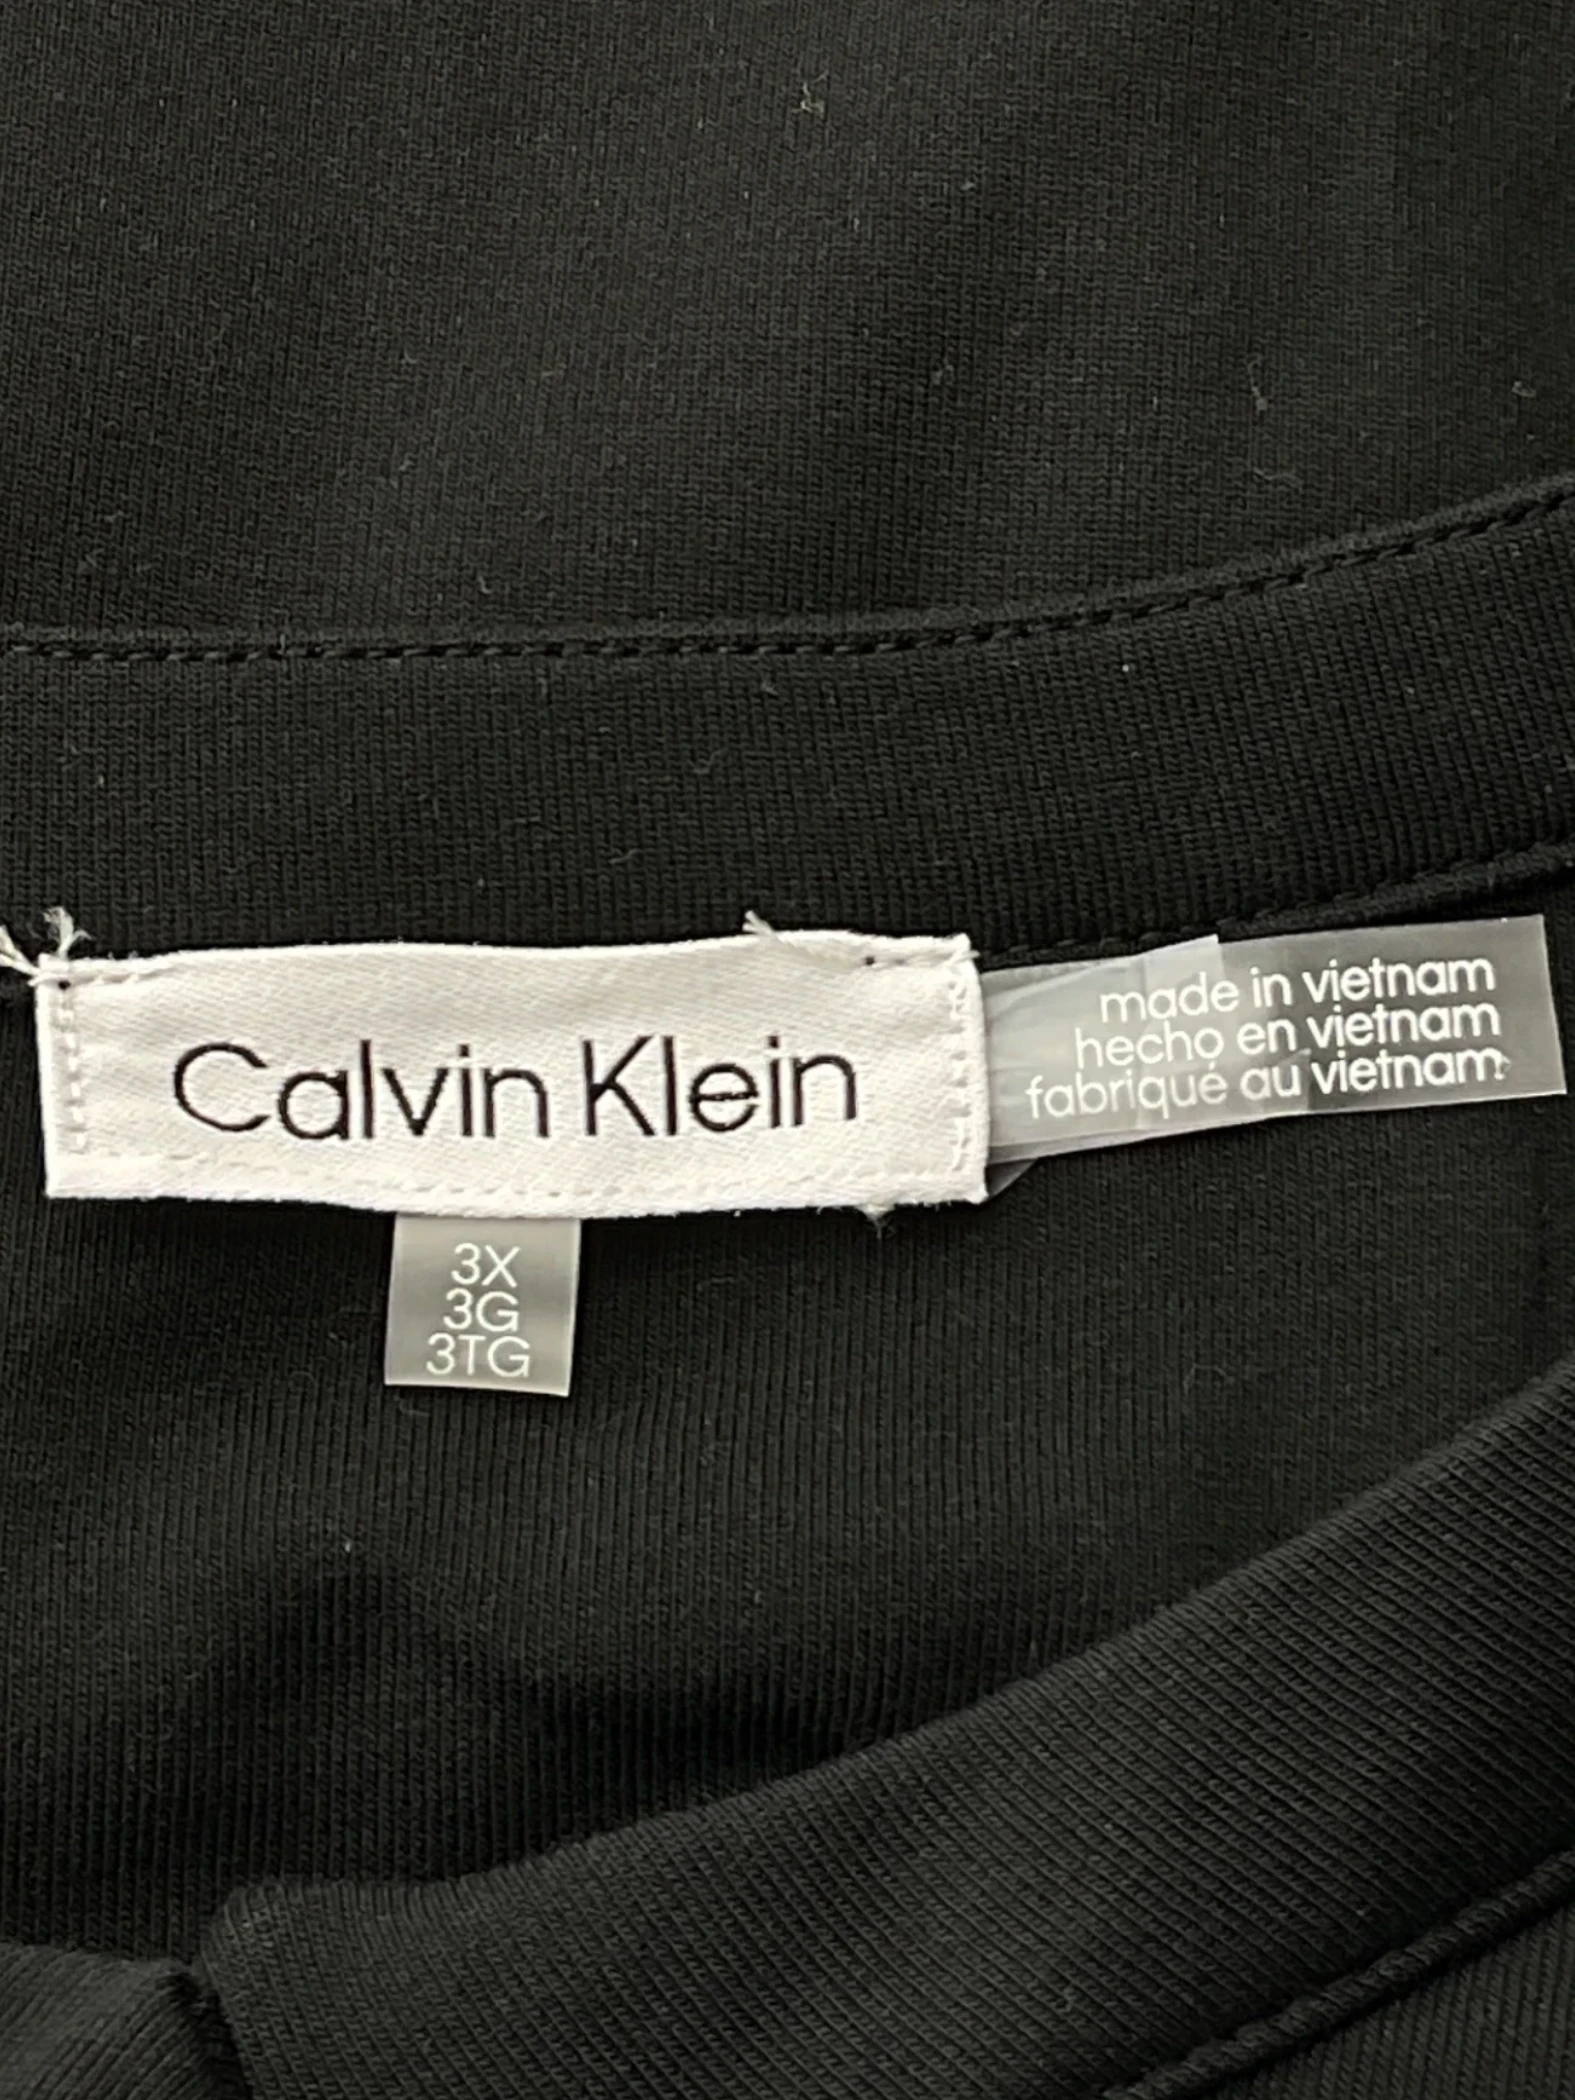 Calvin Klein
made in vietnam
hecho en vietnam
fabriqué au vietnam
3X
3G
3TG